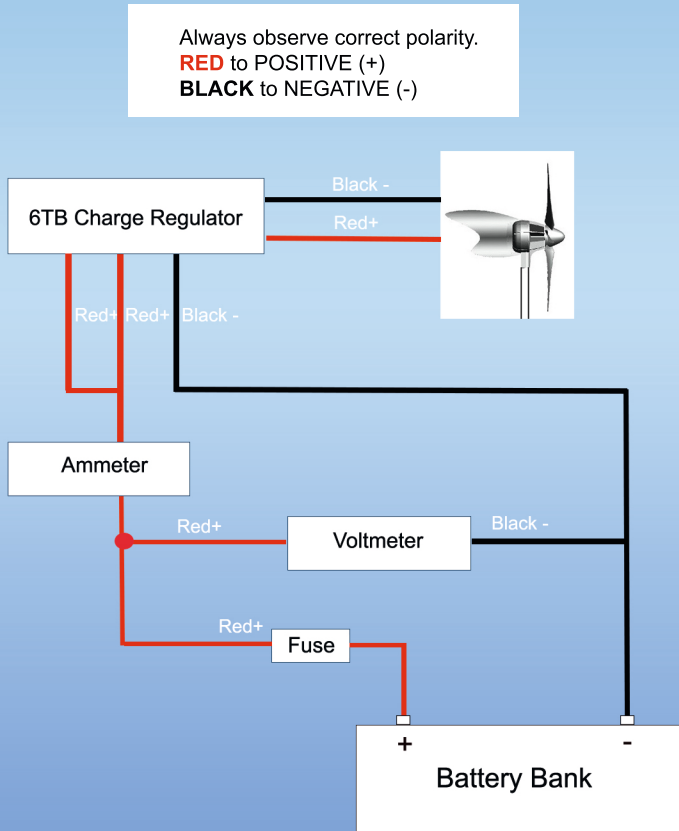 Always observe correct polarity.
RED to POSITIVE (+)
BLACK to NEGATIVE (-)
Black -
6TB Charge Regulator
Red+
Red+ Red+ Black -
Ammeter
Red+
Voltmeter
Black -
Red+
Fuse
+ -
Battery Bank